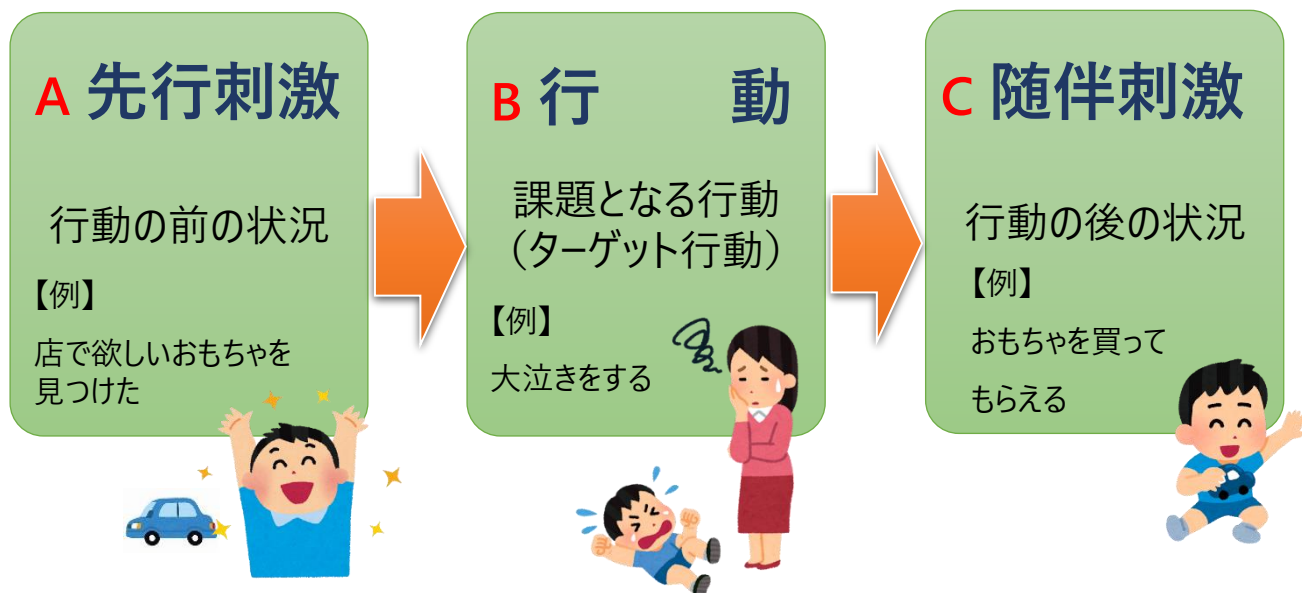 A 先行刺激
行動の前の状況
【例】
店で欲しいおもちゃを
見つけた
B 行　　動
課題となる行動
（ターゲット行動）
【例】
大泣きをする
C 随伴刺激
行動の後の状況
【例】
おもちゃを買って
もらえる